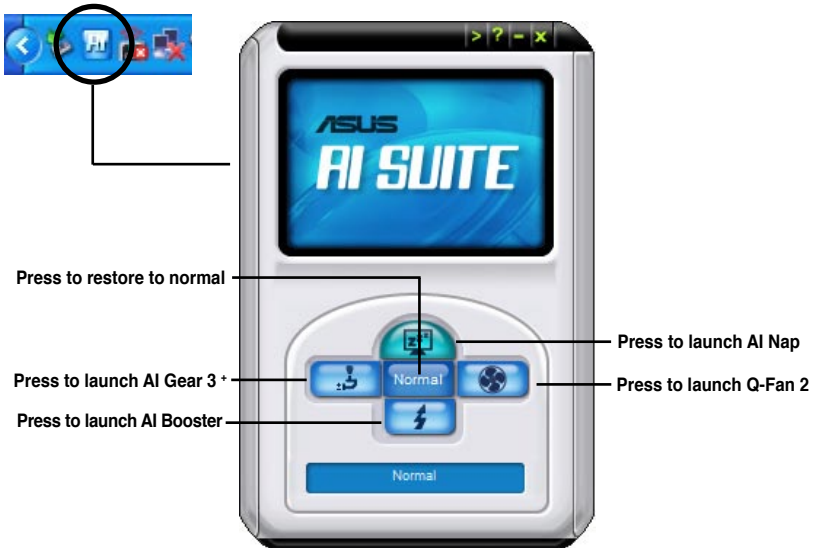 > ? - x
ASUS
AI SUITE
Press to restore to normal
Press to launch AI Nap
Press to launch AI Gear 3 +
Normal
Press to launch Q-Fan 2
Press to launch AI Booster
Normal